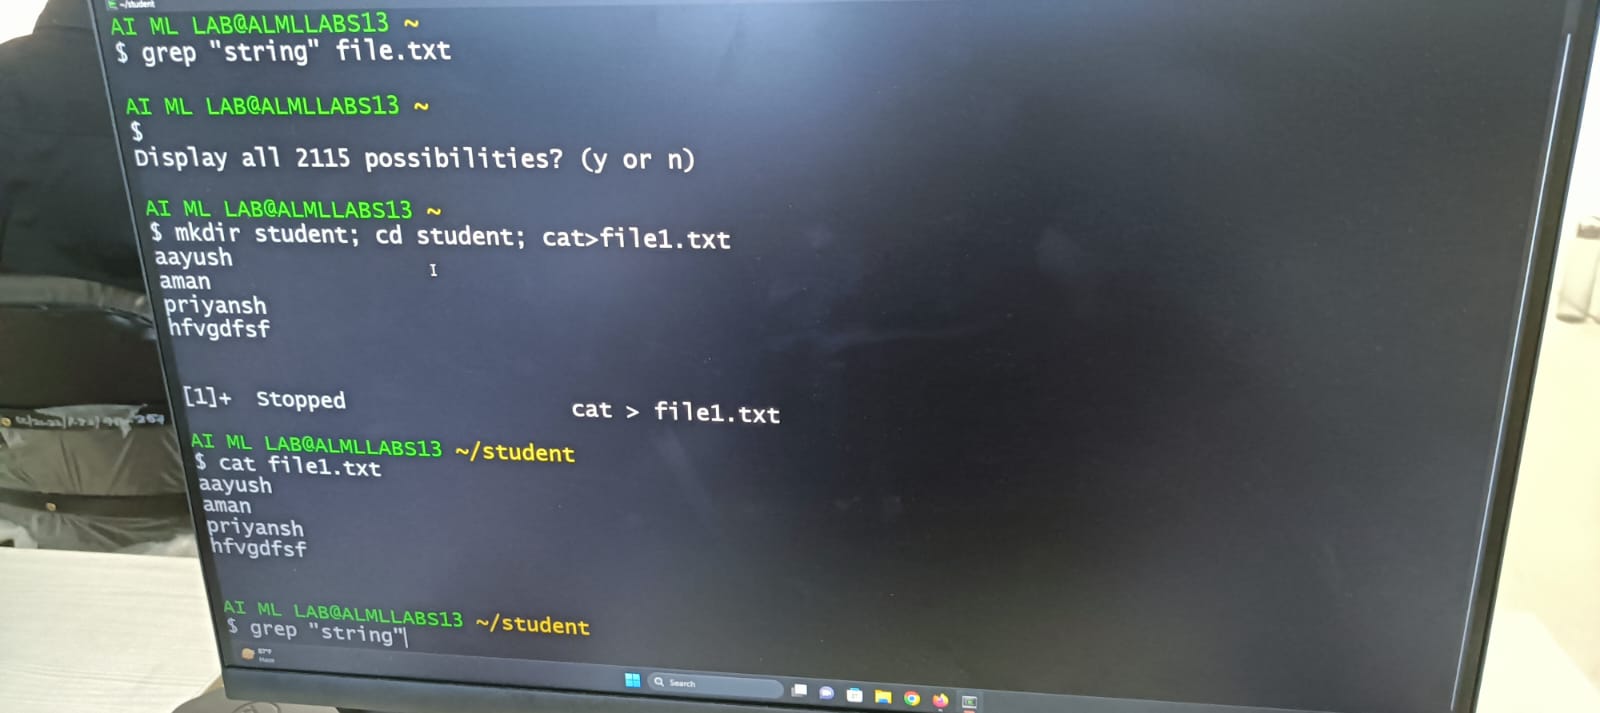 ~/student
AI ML LAB@ALMLLABS13 ~
$ grep "string" file.txt
AI ML LAB@ALMLLABS13 ~
$
Display all 2115 possibilities? (y or n)
AI ML LAB@ALMLLABS13 ~
$ mkdir student; cd student; cat>file1.txt
aayush
aman
priyansh
hfvgdfsf
[1]+  Stopped                 cat > file1.txt
AI ML LAB@ALMLLABS13 ~/student
$ cat file1.txt
aayush
aman
priyansh
hfvgdfsf
AI ML LAB@ALMLLABS13 ~/student
$ grep "string"
Haze
Search